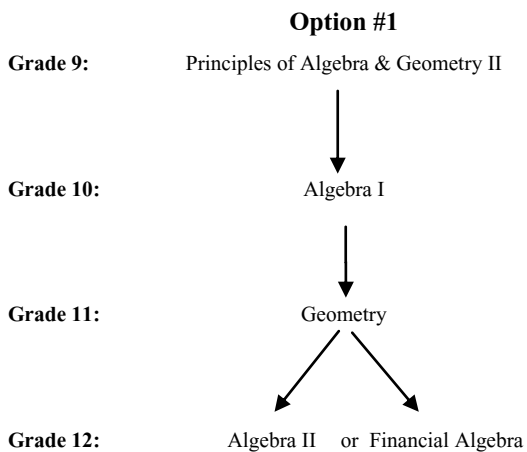 Option #1
Grade 9: Principles of Algebra & Geometry II
Grade 10: Algebra I
Grade 11: Geometry
Grade 12: Algebra II or Financial Algebra